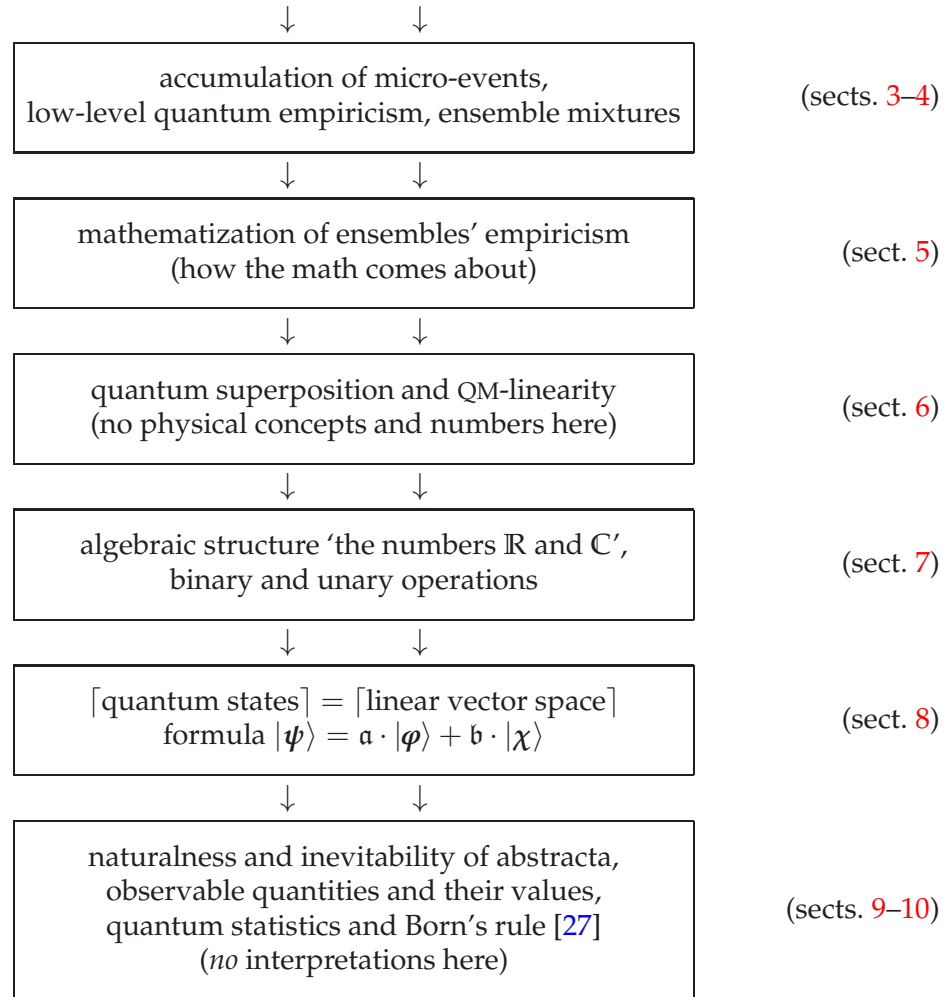 ↓ ↓
accumulation of micro-events,
low-level quantum empiricism, ensemble mixtures
(sects. 3–4)
↓ ↓
mathematization of ensembles’ empiricism
(how the math comes about)
(sect. 5)
↓ ↓
quantum superposition and QM-linearity
(no physical concepts and numbers here)
(sect. 6)
↓ ↓
algebraic structure ‘the numbers ℝ and ℂ’,
binary and unary operations
(sect. 7)
↓ ↓
⌈quantum states⌉ = ⌈linear vector space⌉
formula |𝝍⟩ = 𝔞 · |𝝋⟩ + 𝔟 · |𝝌⟩
(sect. 8)
↓ ↓
naturalness and inevitability of abstracta,
observable quantities and their values,
quantum statistics and Born’s rule [27]
(no interpretations here)
(sects. 9–10)